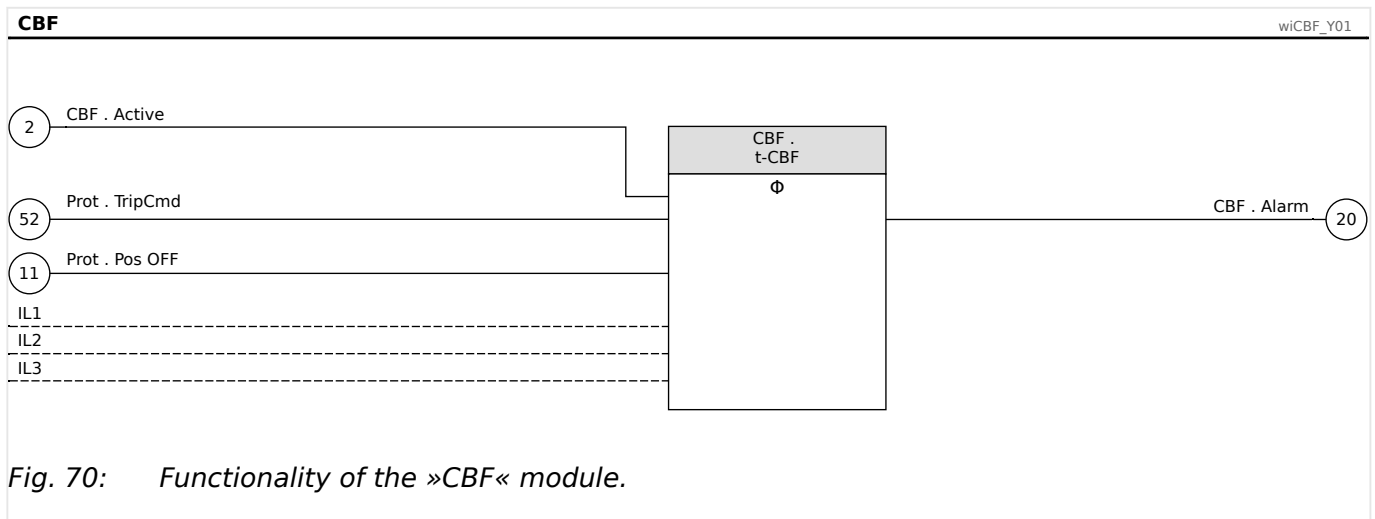 CBF
wiCBF_Y01
CBF . Active
2
CBF .
t-CBF
Φ
Prot . TripCmd
52
CBF . Alarm
20
Prot . Pos OFF
11
IL1
IL2
IL3
Fig. 70: Functionality of the »CBF« module.